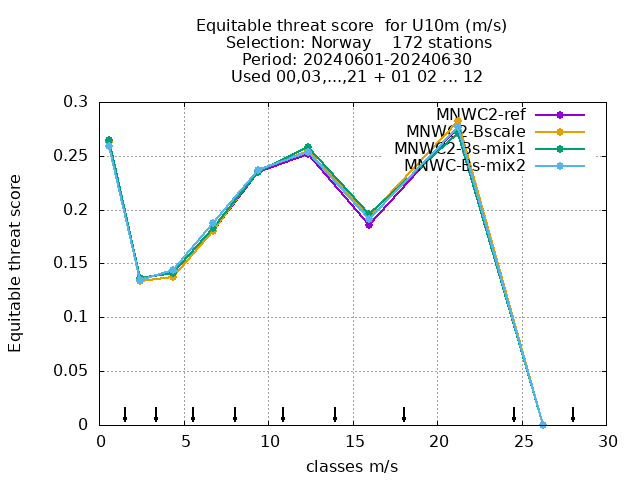 Equitable threat score  for U10m (m/s)
Selection: Norway    172 stations
Period: 20240601-20240630
Used 00,03,...,21 + 01 02 ... 12
Equitable threat score
0.3
0.25
0.2
0.15
0.1
0.05
0
MNWC2-ref
MNWC2-Bscale
MNWC2-Bs-mix1
MNWC-Bs-mix2
0 5 10 15 20 25 30
classes m/s